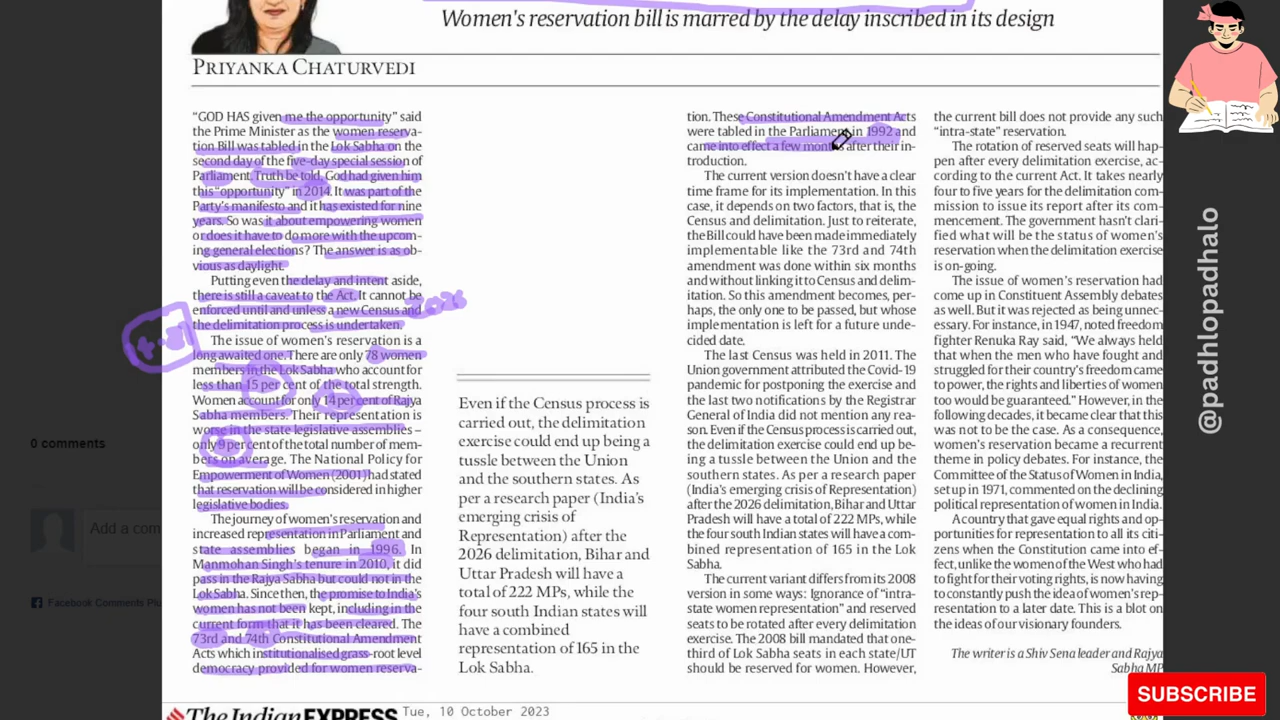 Women's reservation bill is marred by the delay inscribed in its design
PRIYANKA CHATURVEDI
“GOD HAS given me the opportunity” said
the Prime Minister as the women reserva-
tion Bill was tabled in the Lok Sabha on the
second day of the five-day special session of
Parliament. Truth be told, God had given him
this “opportunity” in 2014. It was part of the
Party's manifesto and it has existed for nine
years. So was it about empowering women
or does it have to do more with the upcom-
ing general elections? The answer is as ob-
vious as daylight.
Putting even the delay and intent aside,
there is still a caveat to the Act. It cannot be
enforced until and unless a new Census and
the delimitation process is undertaken.
2026
The issue of women's reservation is a
long awaited one. There are only 78 women
members in the Lok Sabha who account for
less than 15 per cent of the total strength.
Women account for only 14 per cent of Rajya
Sabha members. Their representation is
worse in the state legislative assemblies –
only 9 per cent of the total number of mem-
bers on average. The National Policy for
Empowerment of Women (2001) had stated
that reservation will be considered in higher
legislative bodies.
The journey of women's reservation and
increased representation in Parliament and
state assemblies began in 1996. In
Manmohan Singh's tenure in 2010, it did
pass in the Rajya Sabha but could not in the
Lok Sabha. Since then, the promise to India's
women has not been kept, including in the
current form that it has been cleared. The
73rd and 74th Constitutional Amendment
Acts which institutionalised grass-root level
democracy provided for women reserva-
Even if the Census process is
carried out, the delimitation
exercise could end up being a
tussle between the Union
and the southern states. As
per a research paper (India's
emerging crisis of
Representation) after the
2026 delimitation, Bihar and
Uttar Pradesh will have a
total of 222 MPs, while the
four south Indian states will
have a combined
representation of 165 in the
Lok Sabha.
tion. These Constitutional Amendment Acts
were tabled in the Parliament in 1992 and
came into effect a few months after their in-
troduction.
The current version doesn't have a clear
time frame for its implementation. In this
case, it depends on two factors, that is, the
Census and delimitation. Just to reiterate,
the Bill could have been made immediately
implementable like the 73rd and 74th
amendment was done within six months
and without linking it to Census and delim-
itation. So this amendment becomes, per-
haps, the only one to be passed, but whose
implementation is left for a future unde-
cided date.
The last Census was held in 2011. The
Union government attributed the Covid-19
pandemic for postponing the exercise and
the last two notifications by the Registrar
General of India did not mention any rea-
son. Even if the Census process is carried out,
the delimitation exercise could end up be-
ing a tussle between the Union and the
southern states. As per a research paper
(India's emerging crisis of Representation)
after the 2026 delimitation, Bihar and Uttar
Pradesh will have a total of 222 MPs, while
the four south Indian states will have a com-
bined representation of 165 in the Lok
Sabha.
The current variant differs from its 2008
version in some ways: Ignorance of “intra-
state women representation” and reserved
seats to be rotated after every delimitation
exercise. The 2008 bill mandated that one-
third of Lok Sabha seats in each state/UT
should be reserved for women. However,
the current bill does not provide any such
“intra-state” reservation.
The rotation of reserved seats will hap-
pen after every delimitation exercise, ac-
cording to the current Act. It takes nearly
four to five years for the delimitation com-
mission to issue its report after its com-
mencement. The government hasn't clari-
fied what will be the status of women's
reservation when the delimitation exercise
is on-going.
The issue of women's reservation had
come up in Constituent Assembly debates
as well. But it was rejected as being unnec-
essary. For instance, in 1947, noted freedom
fighter Renuka Ray said, “We always held
that when the men who have fought and
struggled for their country's freedom came
to power, the rights and liberties of women
too would be guaranteed.” However, in the
following decades, it became clear that this
was not to be the case. As a consequence,
women's reservation became a recurrent
theme in policy debates. For instance, the
Committee of the Status of Women in India,
set up in 1971, commented on the declining
political representation of women in India.
A country that gave equal rights and op-
portunities for representation to all its citi-
zens when the Constitution came into ef-
fect, unlike the women of the West who had
to fight for their voting rights, is now having
to constantly push the idea of women's rep-
resentation to a later date. This is a blot on
the ideas of our visionary founders.
The writer is a Shiv Sena leader and Rajya
Sabha MP
The Indian EXPRESS
Tue, 10 October 2023
0 comments
Add a com
Facebook Comments Plu
@padhlopadhalo
SUBSCRIBE